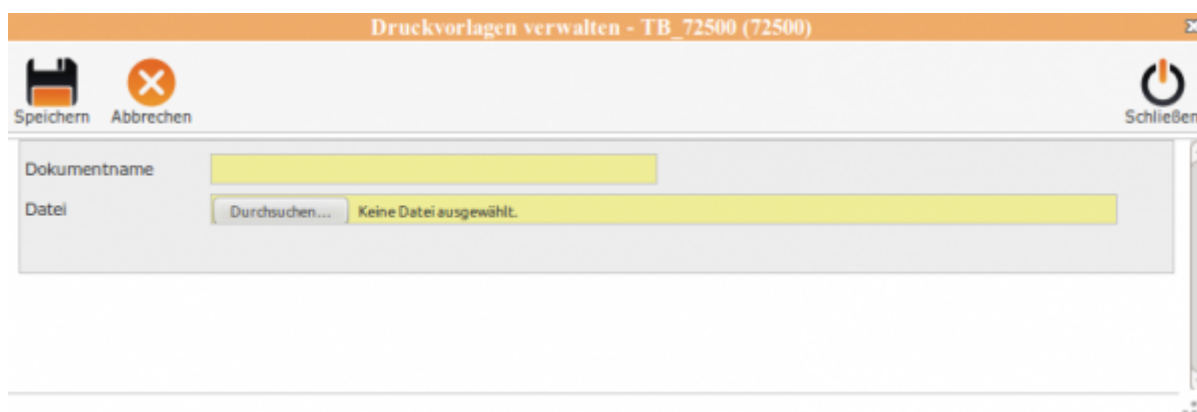 Druckvorlagen verwalten - TB_72500 (72500)
Speichern Abbrechen Schließen
Dokumentname
Datei Durchsuchen... Keine Datei ausgewählt.